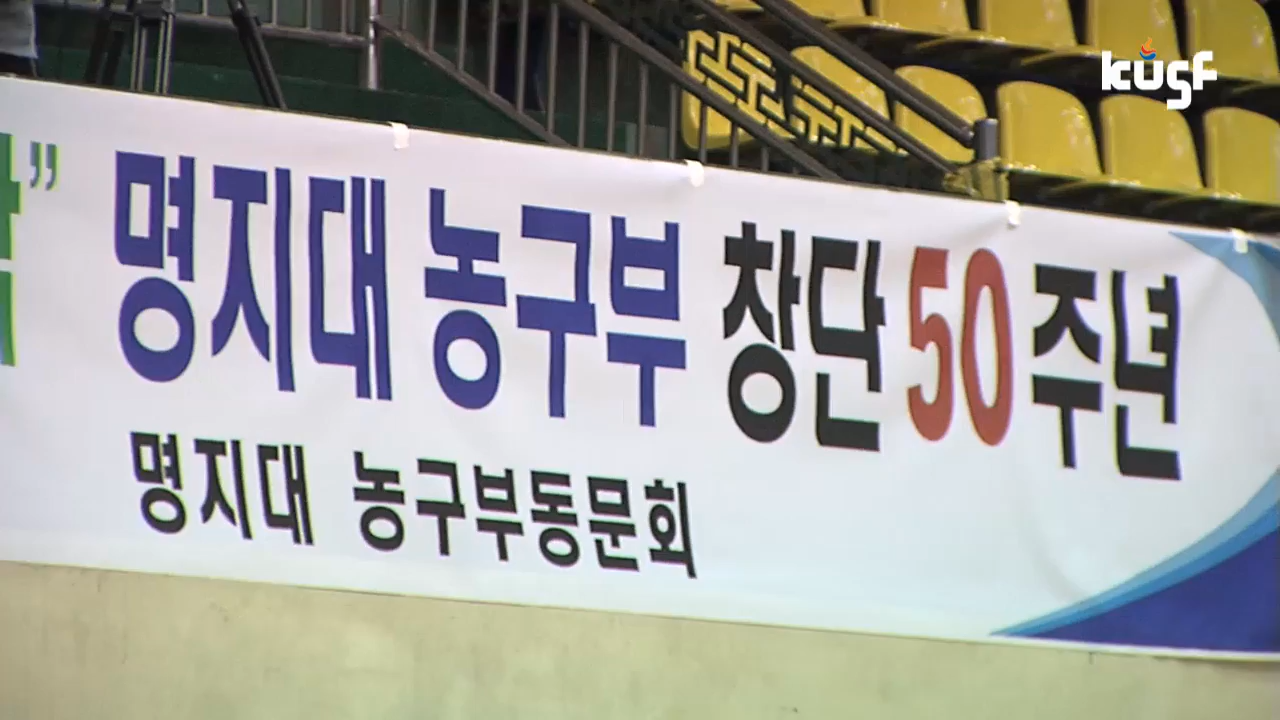 kusf
” 명지대 농구부 창단 50주년
명지대 농구부동문회